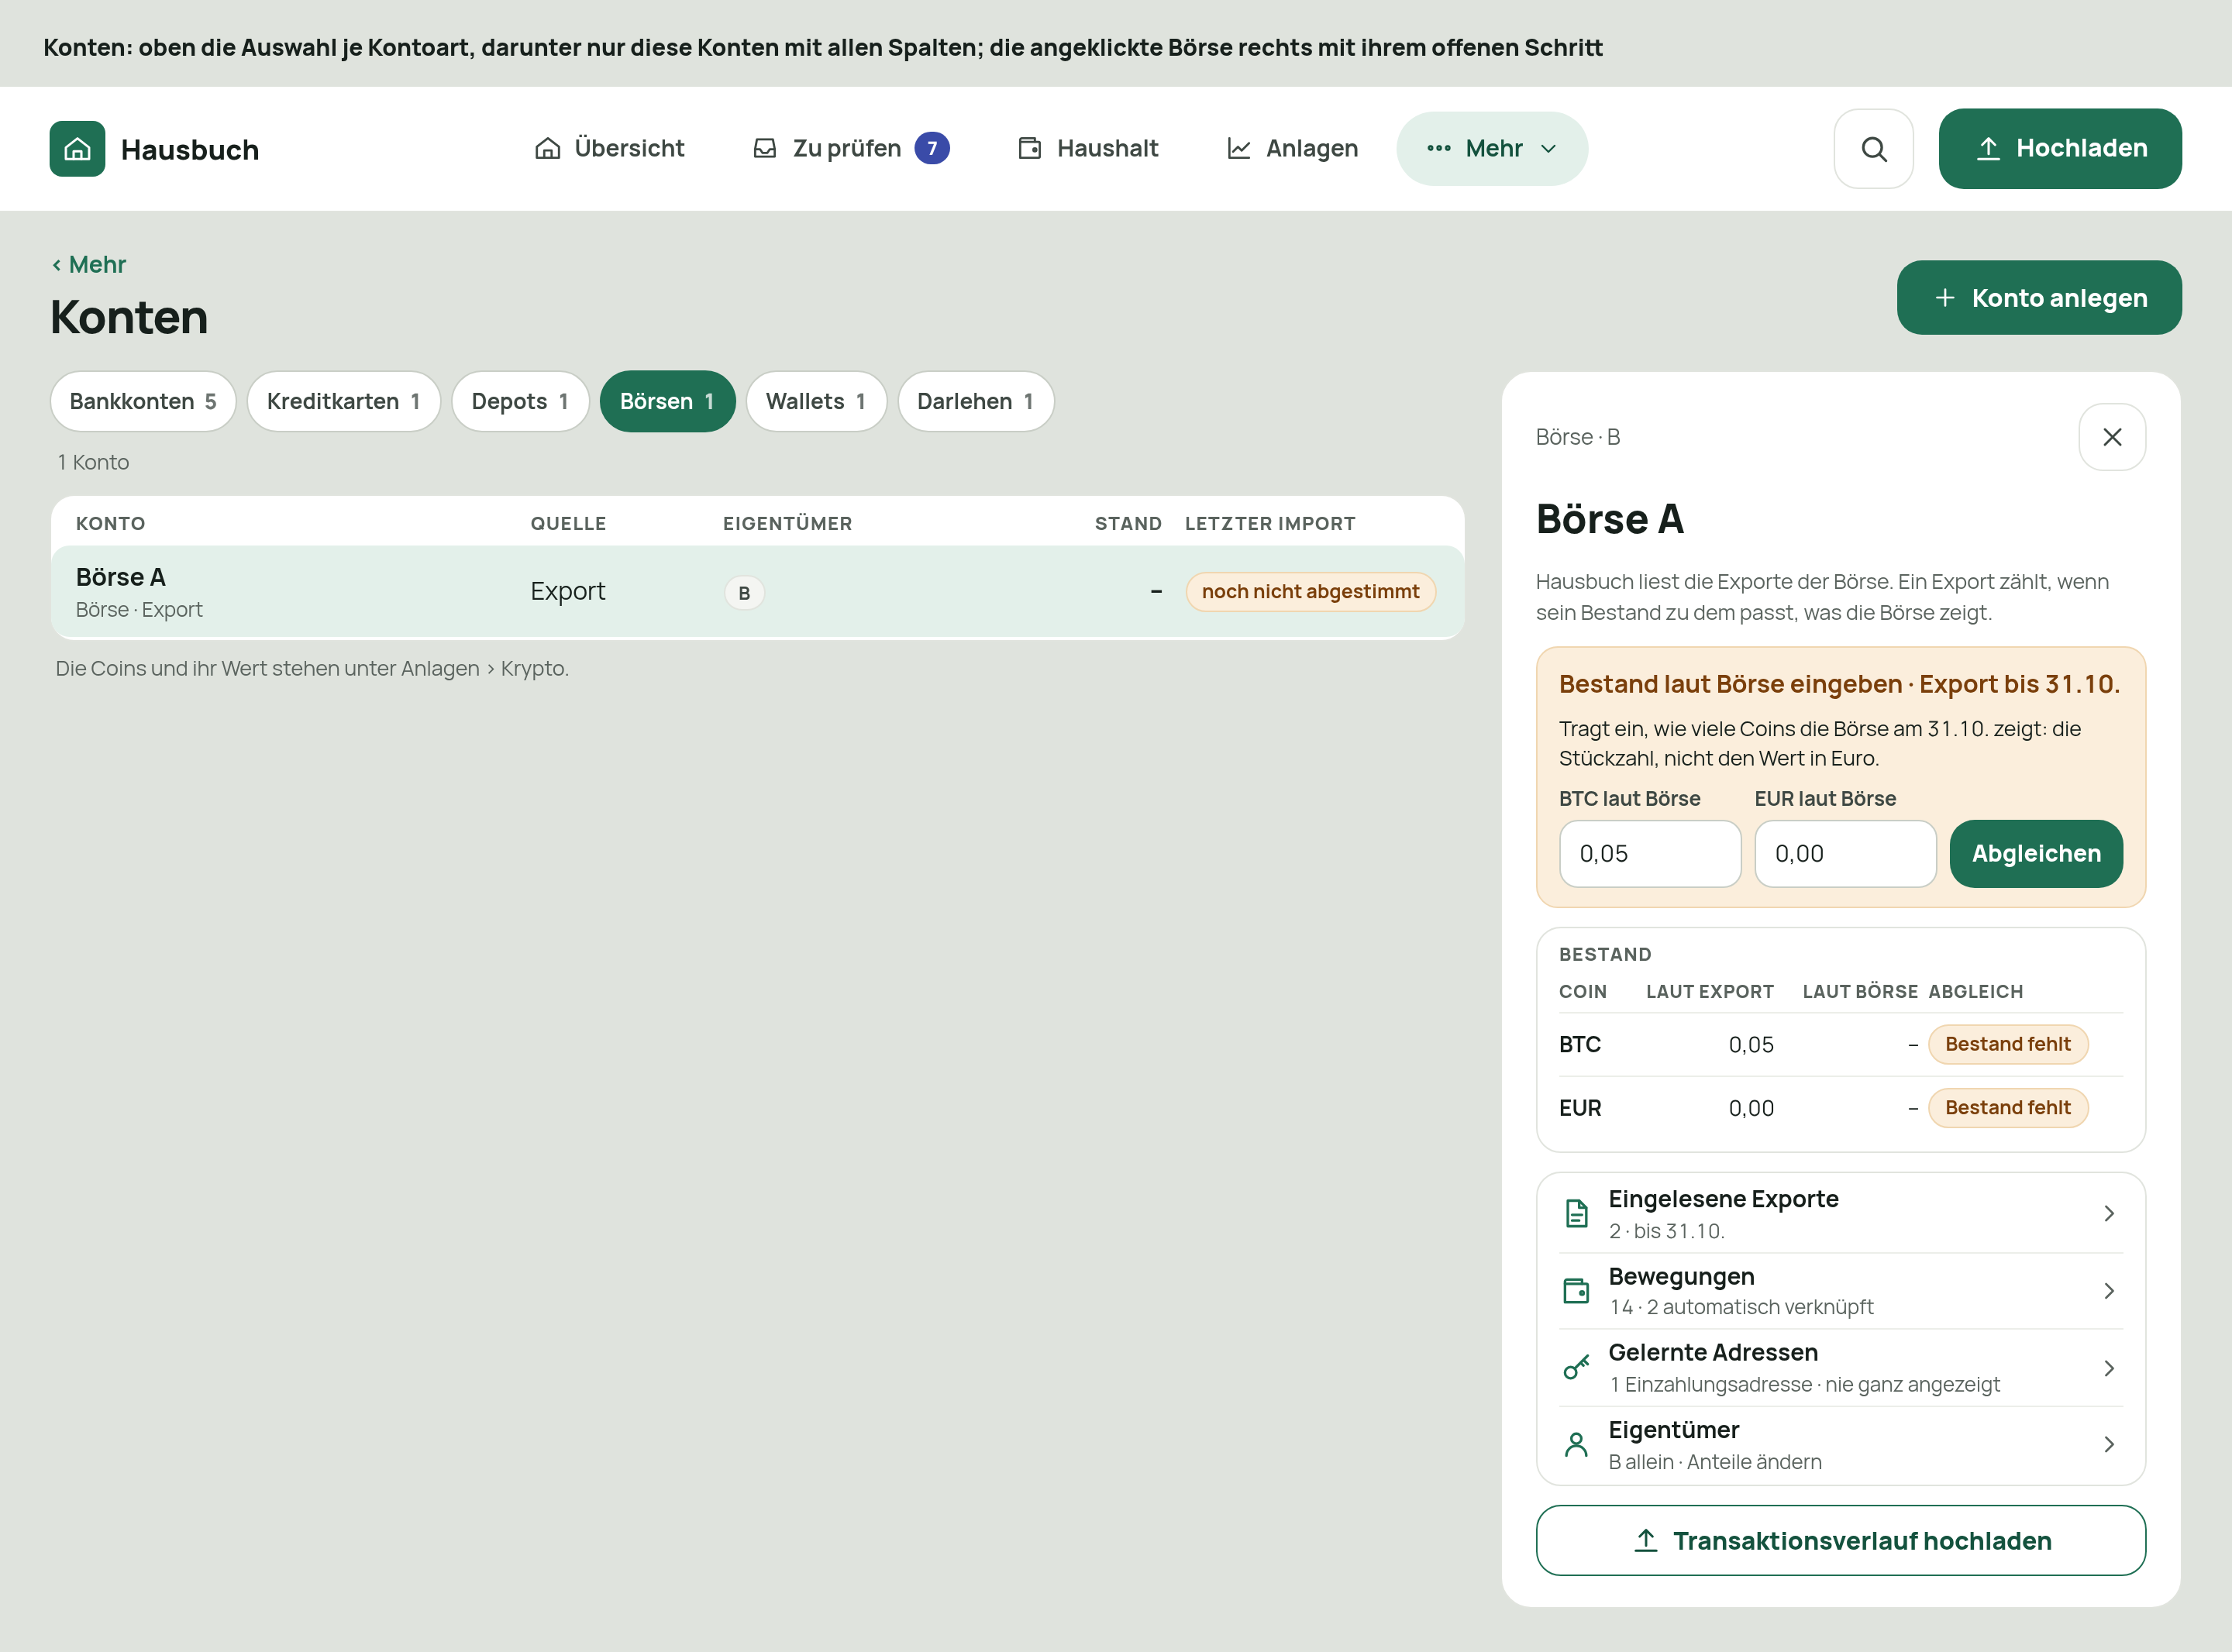 Konten: oben die Auswahl je Kontoart, darunter nur diese Konten mit allen Spalten; die angeklickte Börse rechts mit ihrem offenen Schritt
Hausbuch
Übersicht
Zu prüfen 7
Haushalt
Anlagen
Mehr
Hochladen
‹ Mehr
Konten
Konto anlegen
Bankkonten 5
Kreditkarten 1
Depots 1
Börsen 1
Wallets 1
Darlehen 1
1 Konto
KONTO QUELLE EIGENTÜMER STAND LETZTER IMPORT
Börse A Export B – noch nicht abgestimmt
Börse · Export
Die Coins und ihr Wert stehen unter Anlagen › Krypto.
Börse · B
Börse A
Hausbuch liest die Exporte der Börse. Ein Export zählt, wenn
sein Bestand zu dem passt, was die Börse zeigt.
Bestand laut Börse eingeben · Export bis 31.10.
Tragt ein, wie viele Coins die Börse am 31.10. zeigt: die
Stückzahl, nicht den Wert in Euro.
BTC laut Börse EUR laut Börse
0,05 0,00 Abgleichen
BESTAND
COIN LAUT EXPORT LAUT BÖRSE ABGLEICH
BTC 0,05 – Bestand fehlt
EUR 0,00 – Bestand fehlt
Eingelesene Exporte
2 · bis 31.10.
Bewegungen
14 · 2 automatisch verknüpft
Gelernte Adressen
1 Einzahlungsadresse · nie ganz angezeigt
Eigentümer
B allein · Anteile ändern
Transaktionsverlauf hochladen